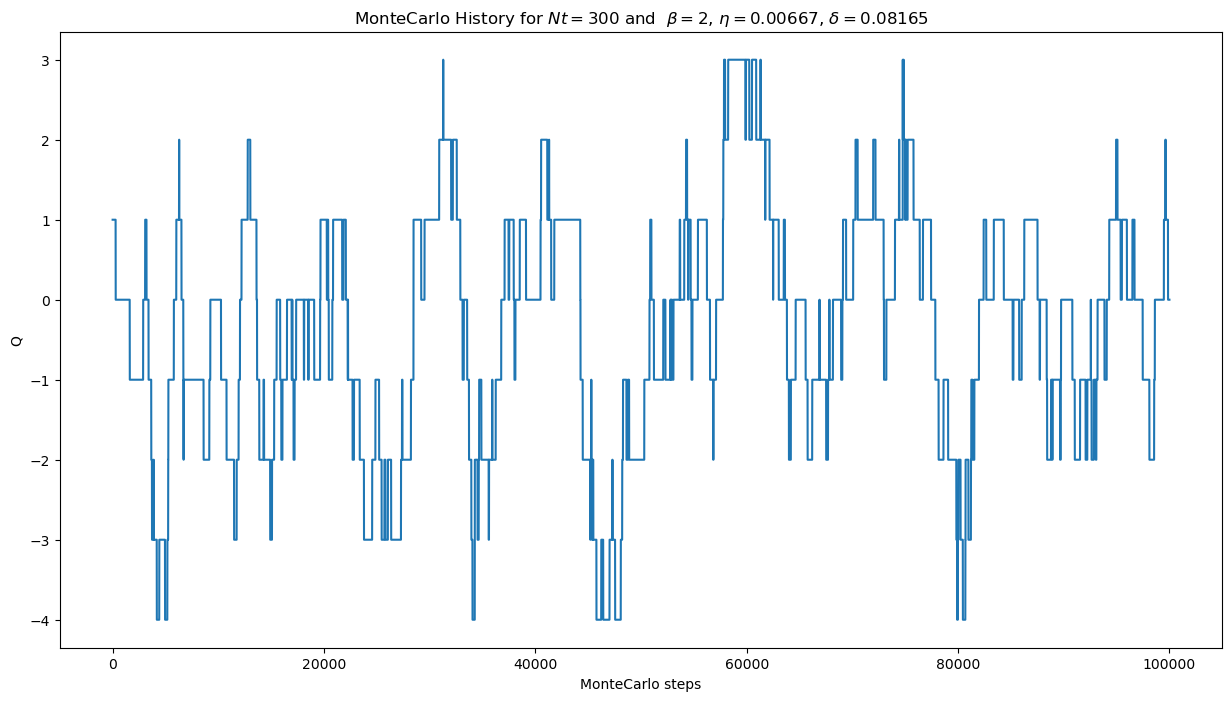 MonteCarlo History for Nt = 300 and β = 2, η = 0.00667, δ = 0.08165
3
2
1
0
−1
−2
−3
−4
Q
0 20000 40000 60000 80000 100000
MonteCarlo steps